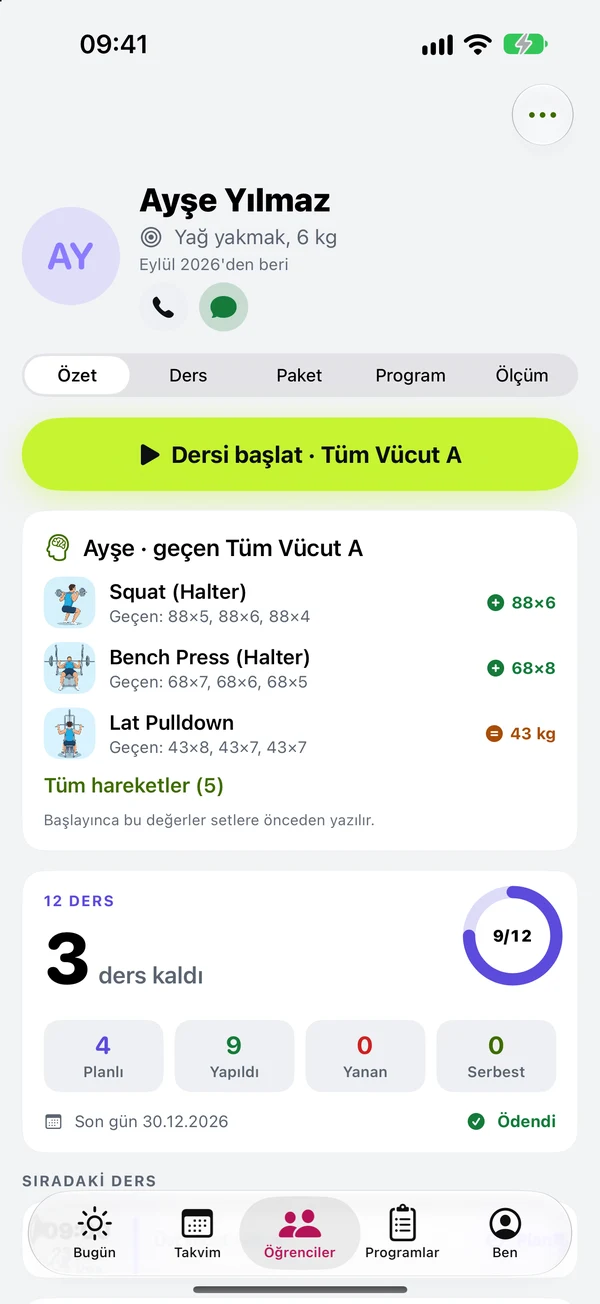 09:41
Ayşe Yılmaz
AY
Yağ yakmak, 6 kg
Eylül 2026'den beri
Özet
Ders
Paket
Program
Ölçüm
Dersi başlat · Tüm Vücut A
Ayşe · geçen Tüm Vücut A
Squat (Halter)
Geçen: 88×5, 88×6, 88×4
88×6
Bench Press (Halter)
Geçen: 68×7, 68×6, 68×5
68×8
Lat Pulldown
Geçen: 43×8, 43×7, 43×7
43 kg
Tüm hareketler (5)
Başlayınca bu değerler setlere önceden yazılır.
12 DERS
3 ders kaldı
9/12
4
Planlı
9
Yapıldı
0
Yanan
0
Serbest
Son gün 30.12.2026
Ödendi
SIRADAKİ DERS
Bugün
Takvim
Öğrenciler
Programlar
Ben